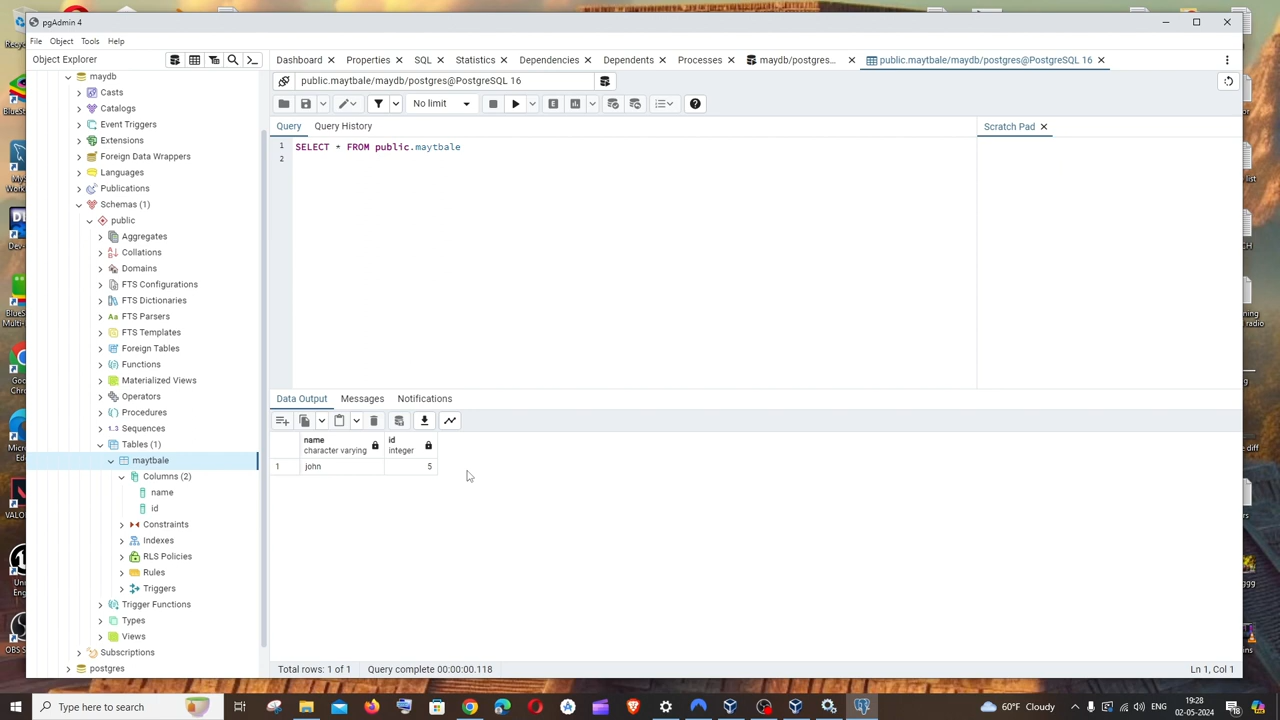 pgAdmin 4
File Object Tools Help
Object Explorer
Dashboard Properties SQL Statistics Dependencies Dependents Processes maydb/postgres... public.maytbale/maydb/postgres@PostgreSQL 16
public.maytbale/maydb/postgres@PostgreSQL 16
No limit
Query Query History
Scratch Pad
1 SELECT * FROM public.maytbale
2
maydb
Casts
Catalogs
Event Triggers
Extensions
Foreign Data Wrappers
Languages
Publications
Schemas (1)
public
Aggregates
Collations
Domains
FTS Configurations
FTS Dictionaries
FTS Parsers
FTS Templates
Foreign Tables
Functions
Materialized Views
Operators
Procedures
1..3 Sequences
Tables (1)
maytbale
Columns (2)
name
id
Constraints
Indexes
RLS Policies
Rules
Triggers
Trigger Functions
Types
Views
Subscriptions
postgres
Data Output Messages Notifications
name id
character varying integer
1 john 5
Total rows: 1 of 1 Query complete 00:00:00.118
Ln 1, Col 1
Type here to search
60°F Cloudy
19:28
02-05-2024